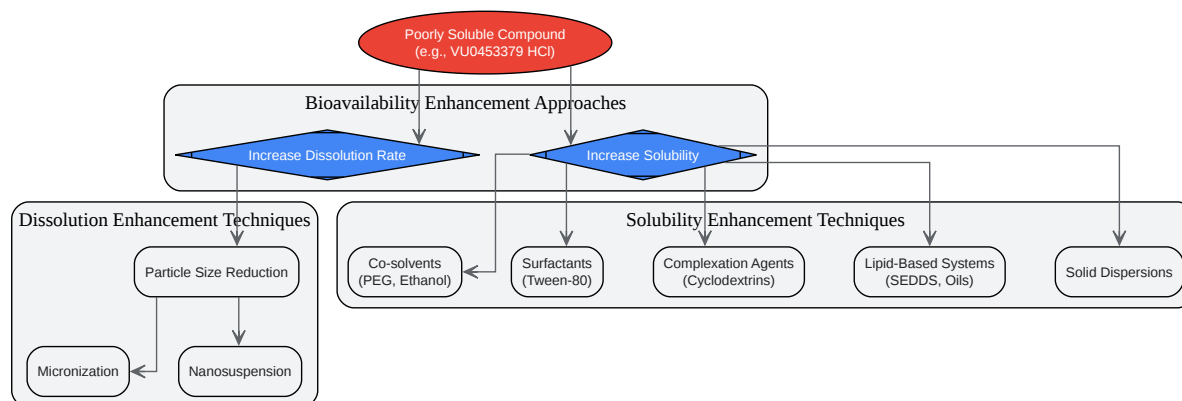 Poorly Soluble Compound
(e.g., VU0453379 HCl)
Bioavailability Enhancement Approaches
Increase Dissolution Rate
Increase Solubility
Dissolution Enhancement Techniques
Particle Size Reduction
Micronization
Nanosuspension
Solubility Enhancement Techniques
Co-solvents
(PEG, Ethanol)
Surfactants
(Tween-80)
Complexation Agents
(Cyclodextrins)
Lipid-Based Systems
(SEDDS, Oils)
Solid Dispersions